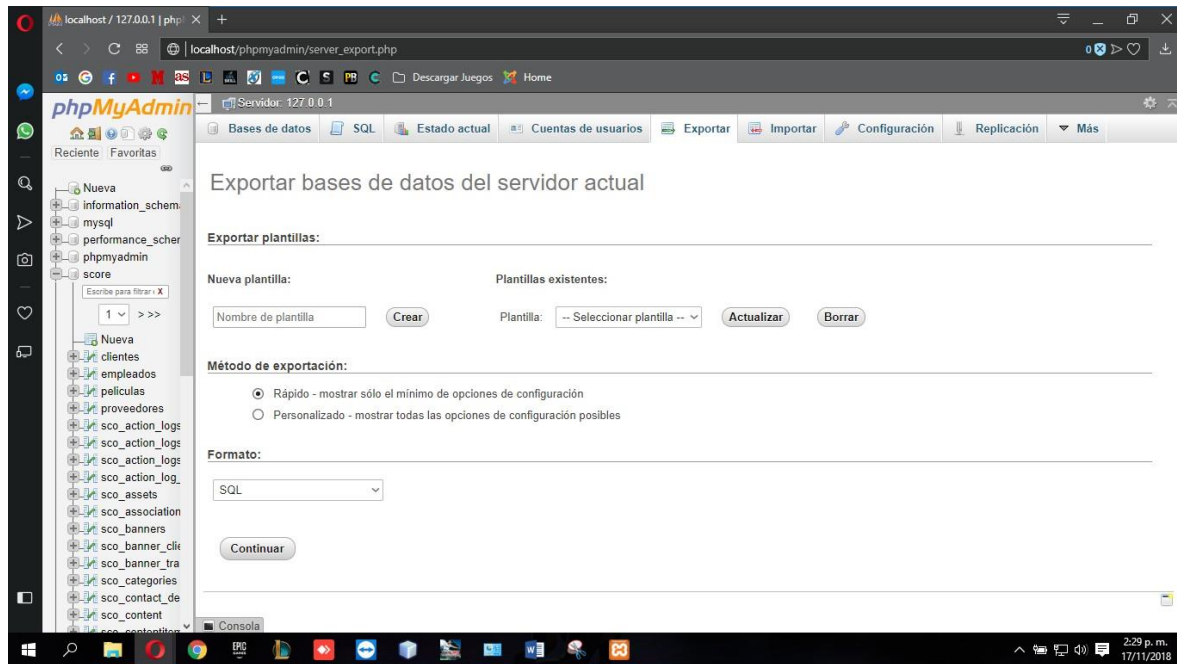 localhost / 127.0.0.1 | php
localhost/phpmyadmin/server_export.php
0
as
PB
Descargar Juegos
Home
phpMyAdmin
Reciente Favoritas
Nueva
information_schem
mysql
performance_scher
phpmyadmin
score
Escribe para filtrar X
1 > >>
Nueva
clientes
empleados
peliculas
proveedores
sco_action_logs
sco_action_logs
sco_action_logs
sco_action_log_
sco_assets
sco_association
sco_banners
sco_banner_clie
sco_banner_tra
sco_categories
sco_contact_de
sco_content
Servidor: 127.0.0.1
Bases de datos
SQL
Estado actual
Cuentas de usuarios
Exportar
Importar
Configuración
Replicación
Más
Exportar bases de datos del servidor actual
Exportar plantillas:
Nueva plantilla:
Plantillas existentes:
Nombre de plantilla
Crear
Plantilla:
-- Seleccionar plantilla --
Actualizar
Borrar
Método de exportación:
Rápido - mostrar sólo el mínimo de opciones de configuración
Personalizado - mostrar todas las opciones de configuración posibles
Formato:
SQL
Continuar
Consola
EPIC
2:29 p. m.
17/11/2018